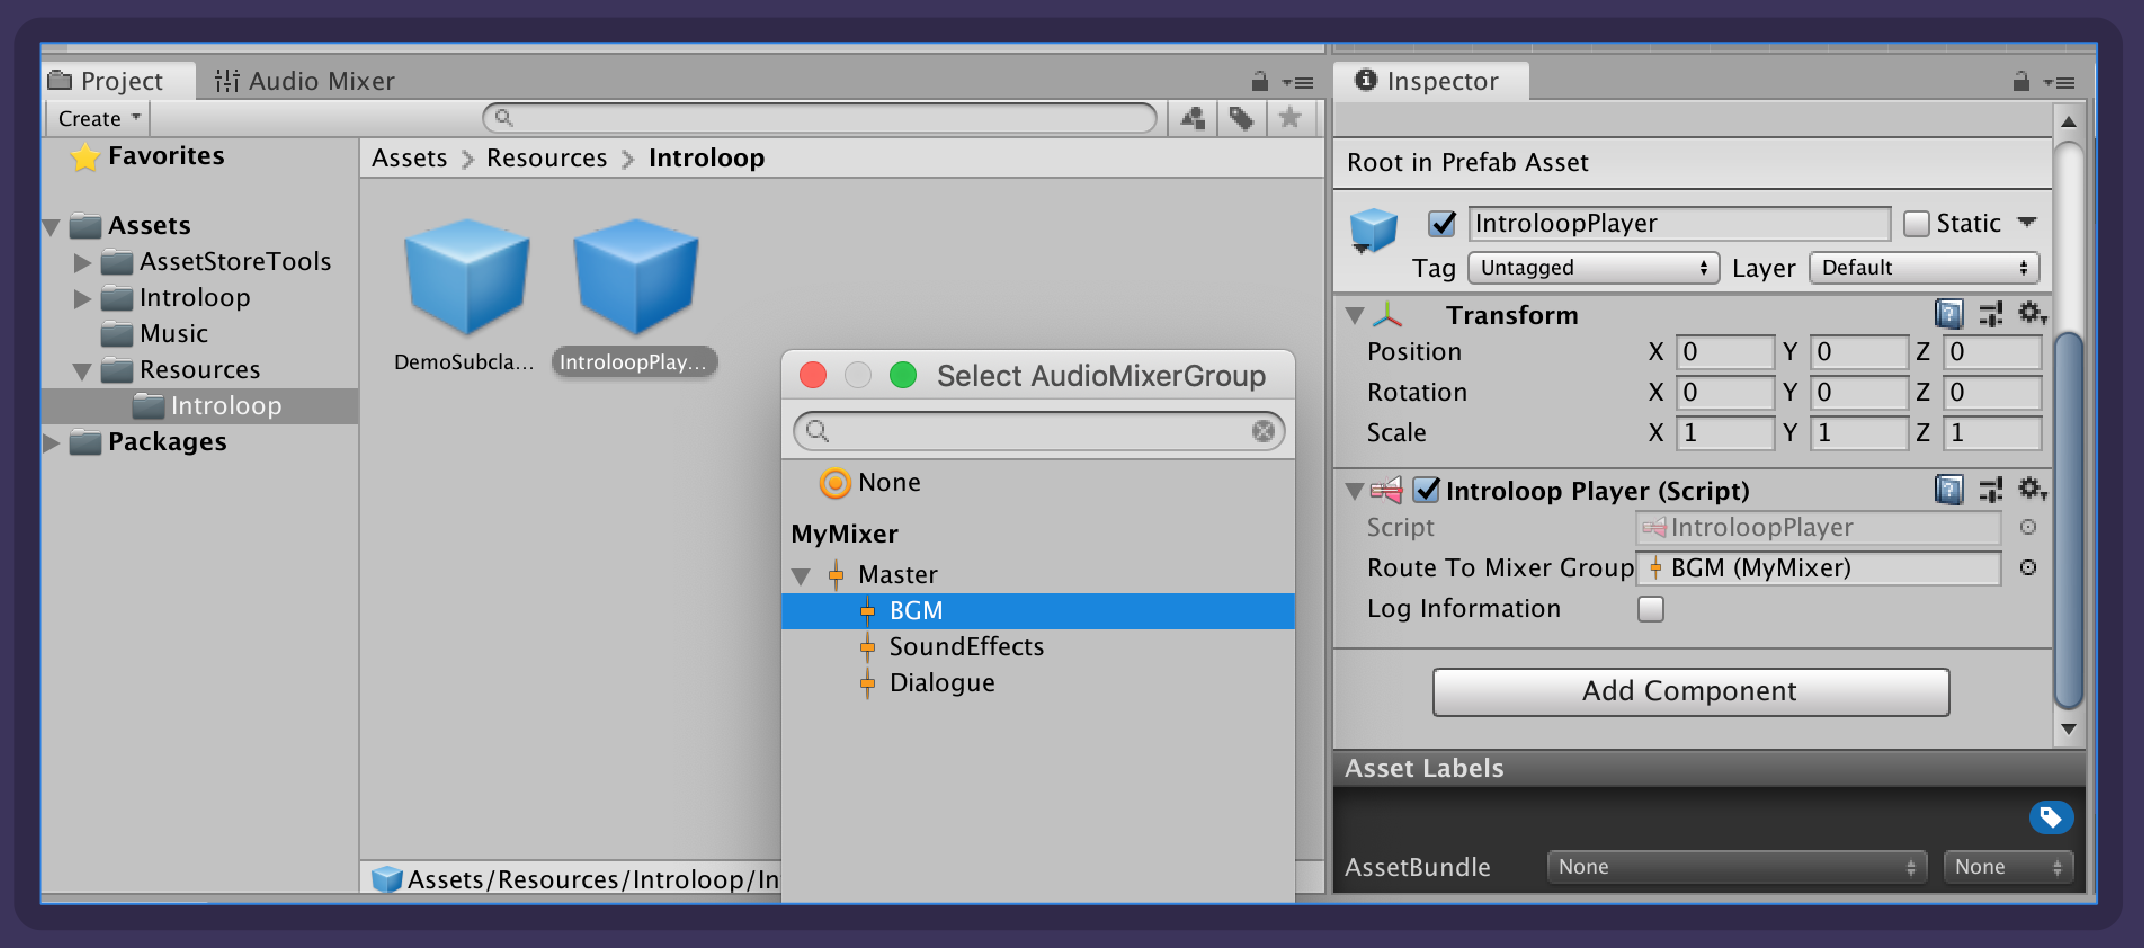 Project
Audio Mixer
Create
Favorites
Assets
AssetStoreTools
Introloop
Music
Resources
Introloop
Packages
Assets > Resources > Introloop
DemoSubcla...
IntroloopPlay...
Assets/Resources/Introloop/In
Select AudioMixerGroup
None
MyMixer
Master
BGM
SoundEffects
Dialogue
Inspector
Root in Prefab Asset
IntroloopPlayer
Static
Tag Untagged Layer Default
Transform
Position X 0 Y 0 Z 0
Rotation X 0 Y 0 Z 0
Scale X 1 Y 1 Z 1
Introloop Player (Script)
Script IntroloopPlayer
Route To Mixer Group BGM (MyMixer)
Log Information
Add Component
Asset Labels
AssetBundle None None